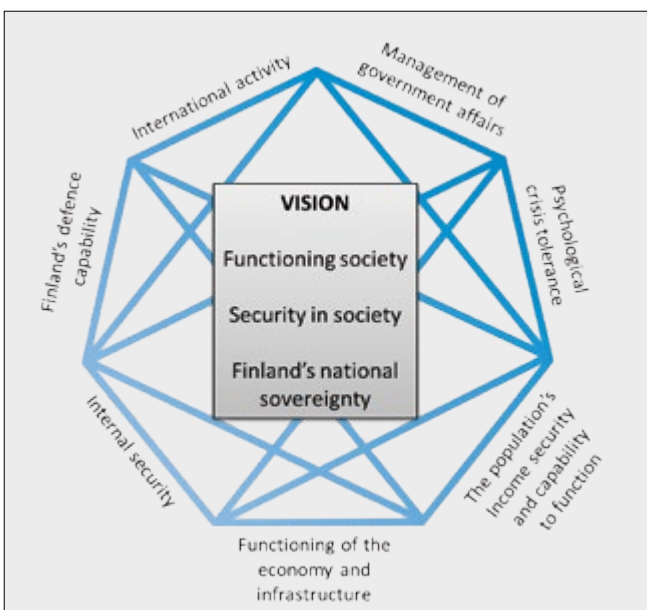 Management of
government affairs
Psychological
crisis tolerance
The population's
Income security
and capability
to function
Functioning of the
economy and
infrastructure
Internal security
Finland's defence
capability
International activity
VISION
Functioning society
Security in society
Finland's national
sovereignty